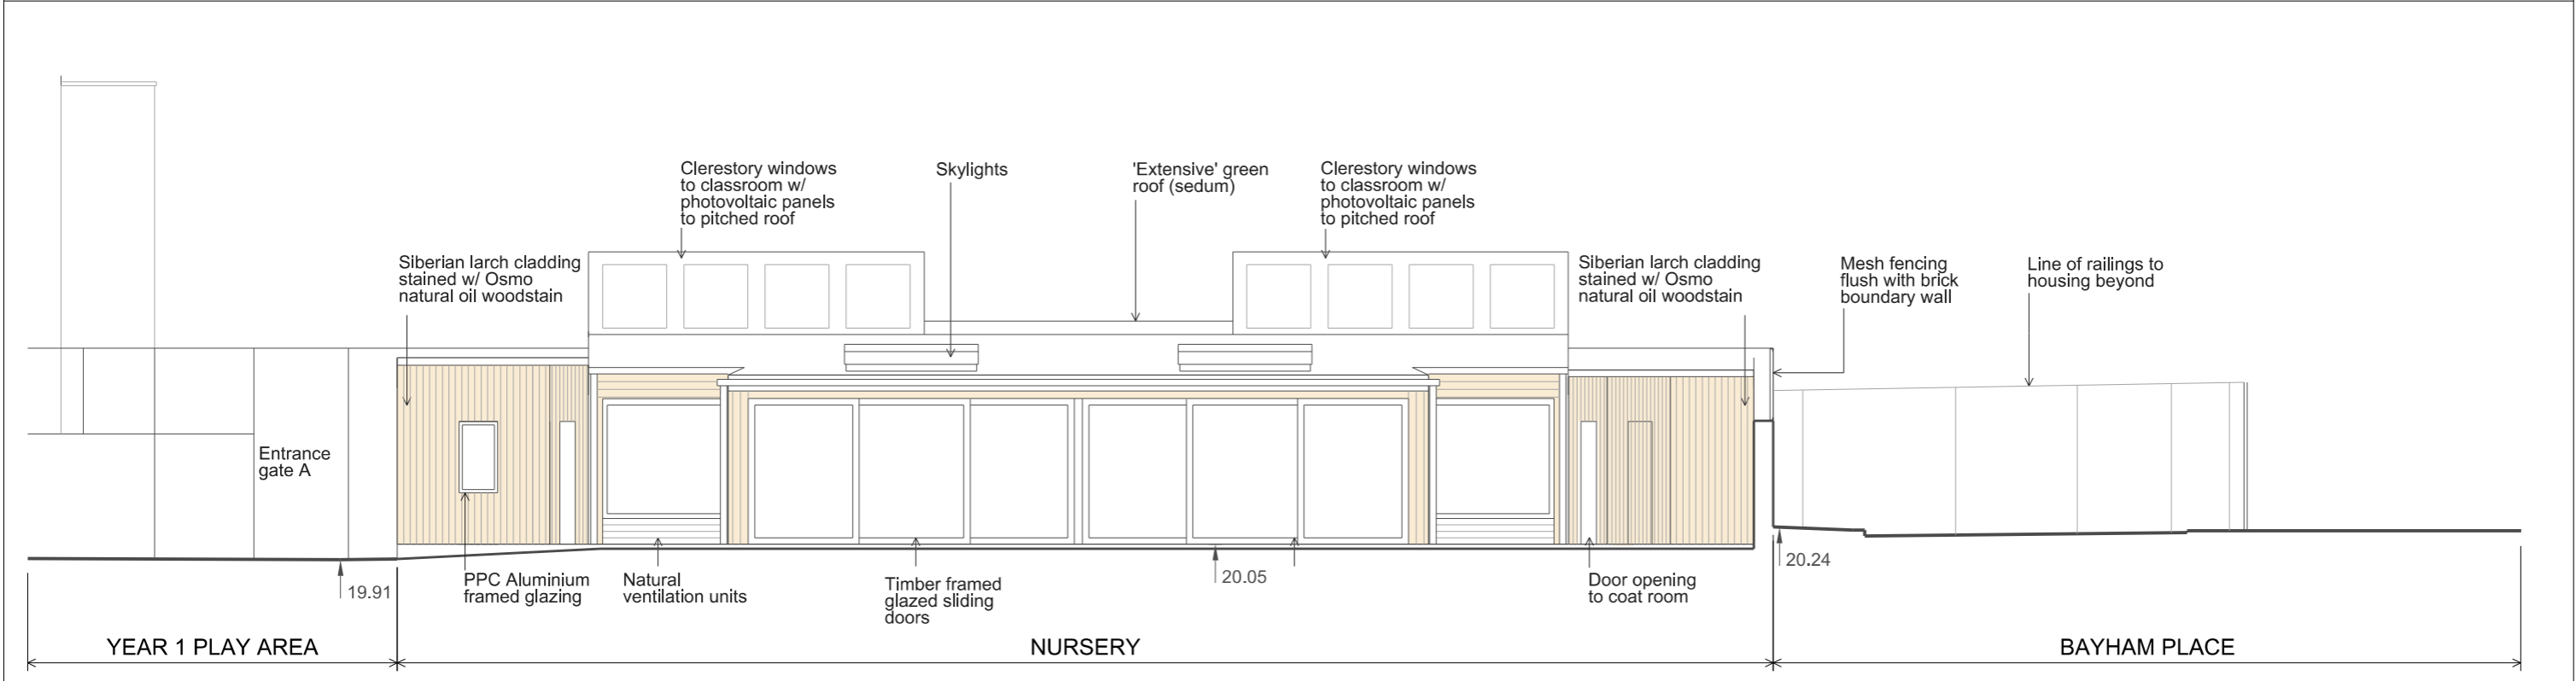 Clerestory windows
to classroom w/
photovoltaic panels
to pitched roof
Skylights
'Extensive' green
roof (sedum)
Clerestory windows
to classroom w/
photovoltaic panels
to pitched roof
Siberian larch cladding
stained w/ Osmo
natural oil woodstain
Siberian larch cladding
stained w/ Osmo
natural oil woodstain
Mesh fencing
flush with brick
boundary wall
Line of railings to
housing beyond
Entrance
gate A
19.91
PPC Aluminium
framed glazing
Natural
ventilation units
Timber framed
glazed sliding
doors
20.05
Door opening
to coat room
20.24
YEAR 1 PLAY AREA
NURSERY
BAYHAM PLACE